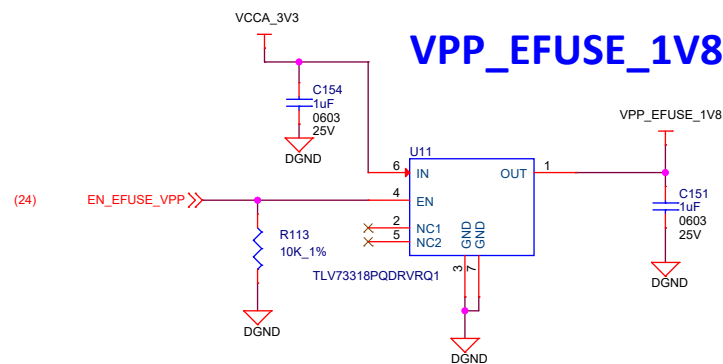 VCCA_3V3
VPP_EFUSE_1V8
C154
1uF
0603
25V
DGND
VPP_EFUSE_1V8
U11
6
IN
OUT
1
(24)
EN_EFUSE_VPP
4
EN
2
NC1
5
NC2
GND
GND
3
7
C151
1uF
0603
25V
DGND
R113
10K_1%
TLV73318PQDRVRQ1
DGND
DGND